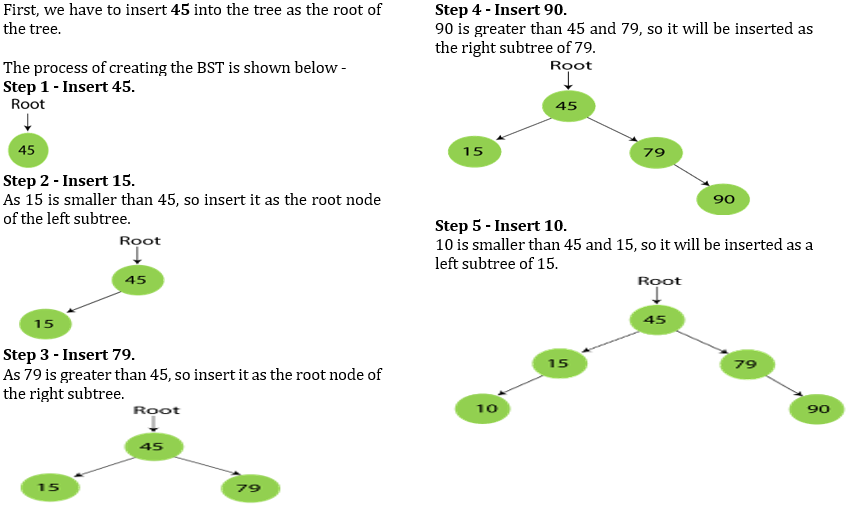 First, we have to insert 45 into the tree as the root of
the tree.
The process of creating the BST is shown below -
Step 1 - Insert 45.
Root
45
Step 2 - Insert 15.
As 15 is smaller than 45, so insert it as the root node
of the left subtree.
Root
45
15
Step 3 - Insert 79.
As 79 is greater than 45, so insert it as the root node of
the right subtree.
Root
45
15 79
Step 4 - Insert 90.
90 is greater than 45 and 79, so it will be inserted as
the right subtree of 79.
Root
45
15 79
90
Step 5 - Insert 10.
10 is smaller than 45 and 15, so it will be inserted as a
left subtree of 15.
Root
45
15 79
10 90